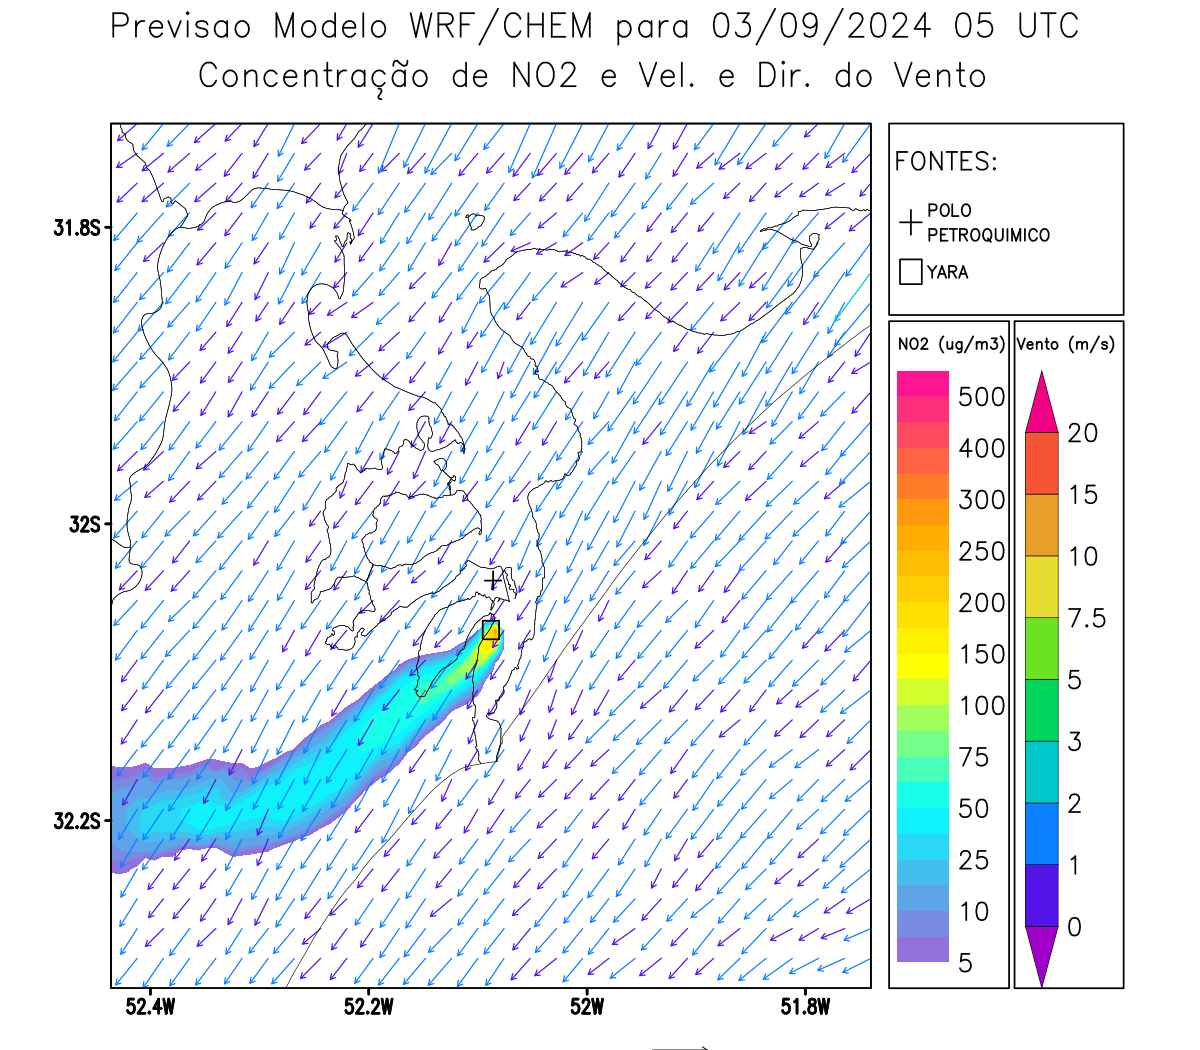 Previsao Modelo WRF/CHEM para 03/09/2024 05 UTC
Concentração de NO2 e Vel. e Dir. do Vento
FONTES:
POLO
PETROQUIMICO
YARA
NO2 (ug/m3)
500
400
300
250
200
150
100
75
50
25
10
5
Vento (m/s)
20
15
10
7.5
5
3
2
1
0
31.8S
32S
32.2S
52.4W
52.2W
52W
51.8W